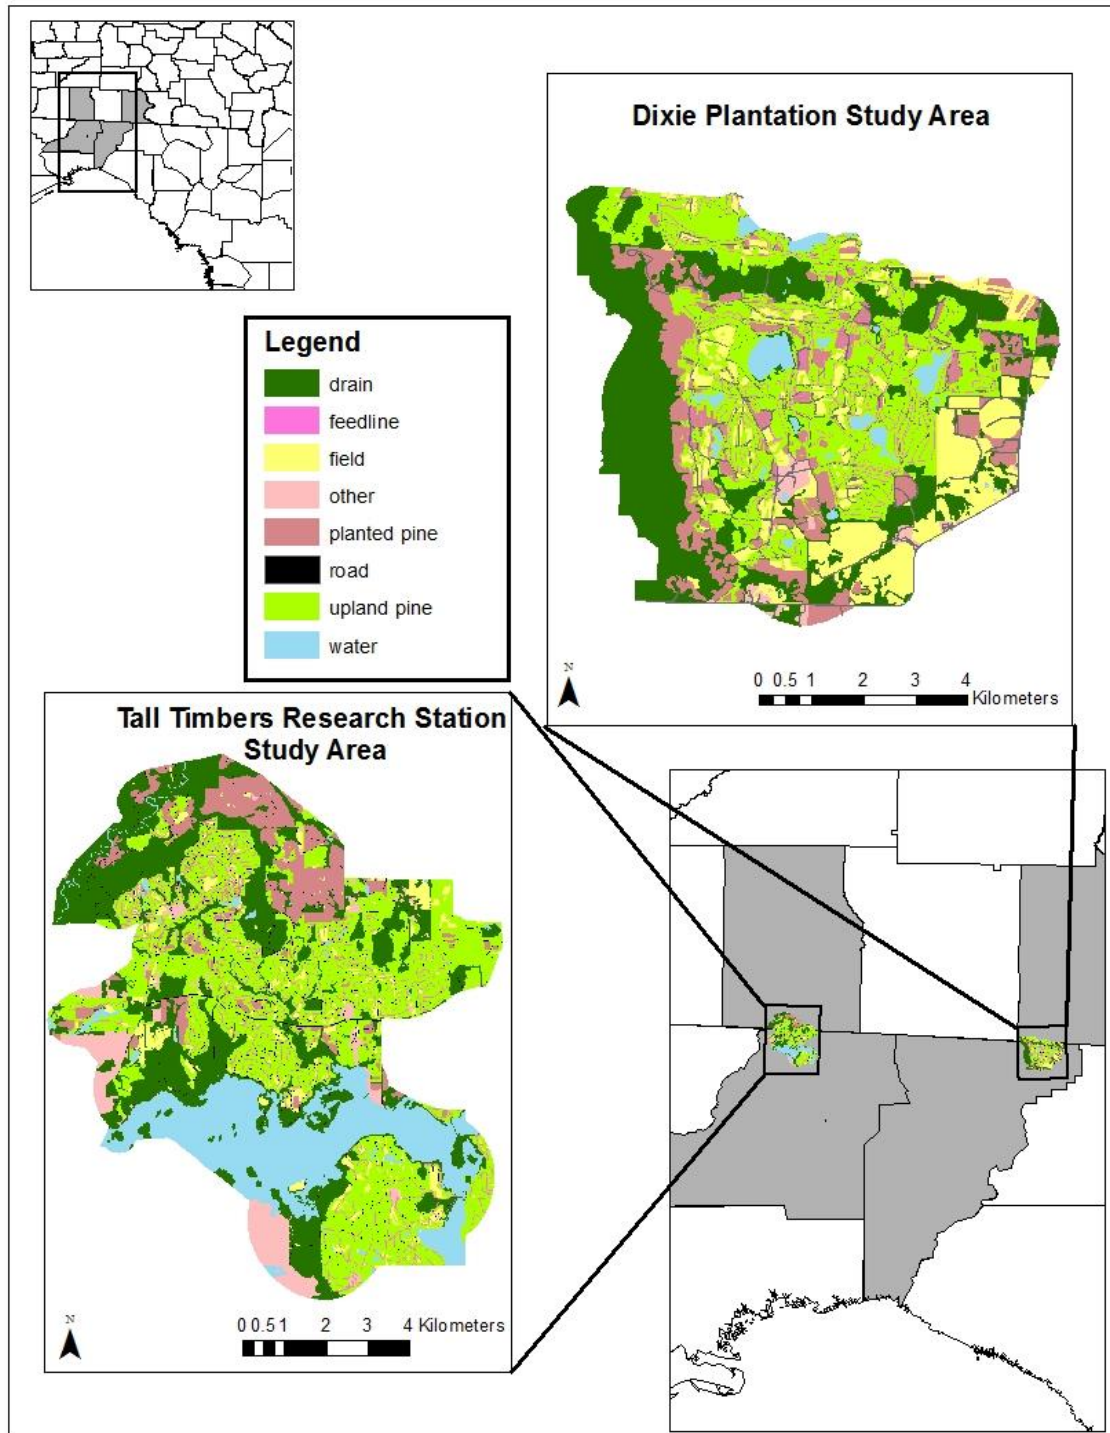 Dixie Plantation Study Area
Legend
drain
feedline
field
other
planted pine
road
upland pine
water
N
0 0.5 1 2 3 4
Kilometers
Tall Timbers Research Station
Study Area
N
0 0.5 1 2 3 4 Kilometers